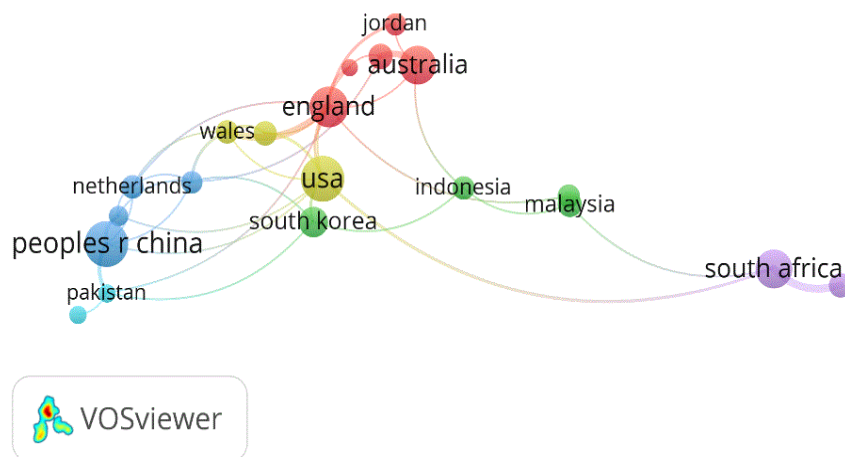 jordan
australia
england
wales
usa
netherlands
indonesia
malaysia
south korea
peoples r china
south africa
pakistan
VOSviewer